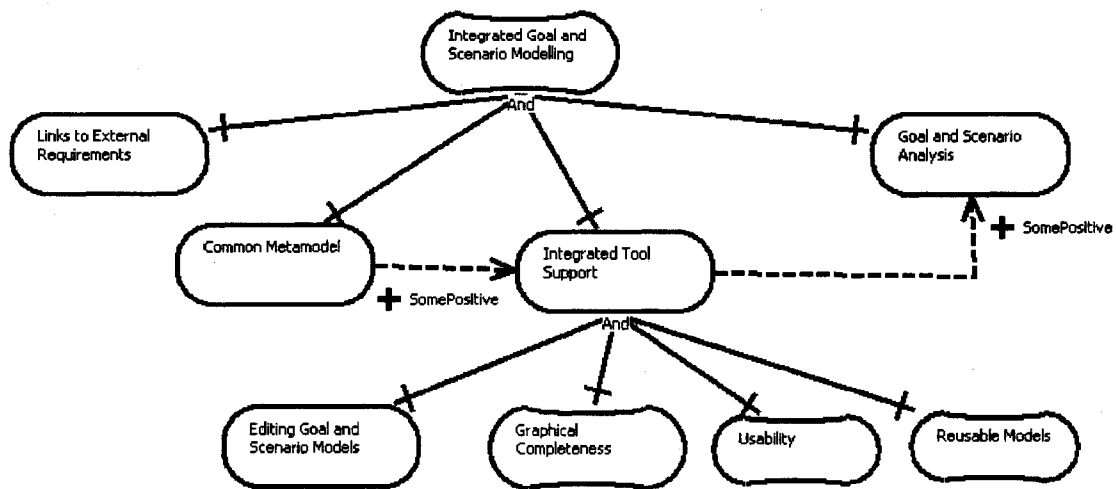 Integrated Goal and
Scenario Modelling
And
Links to External
Requirements
Goal and Scenario
Analysis
Common Metamodel
Integrated Tool
Support
SomePositive
SomePositive
And
Editing Goal and
Scenario Models
Graphical
Completeness
Usability
Reusable Models